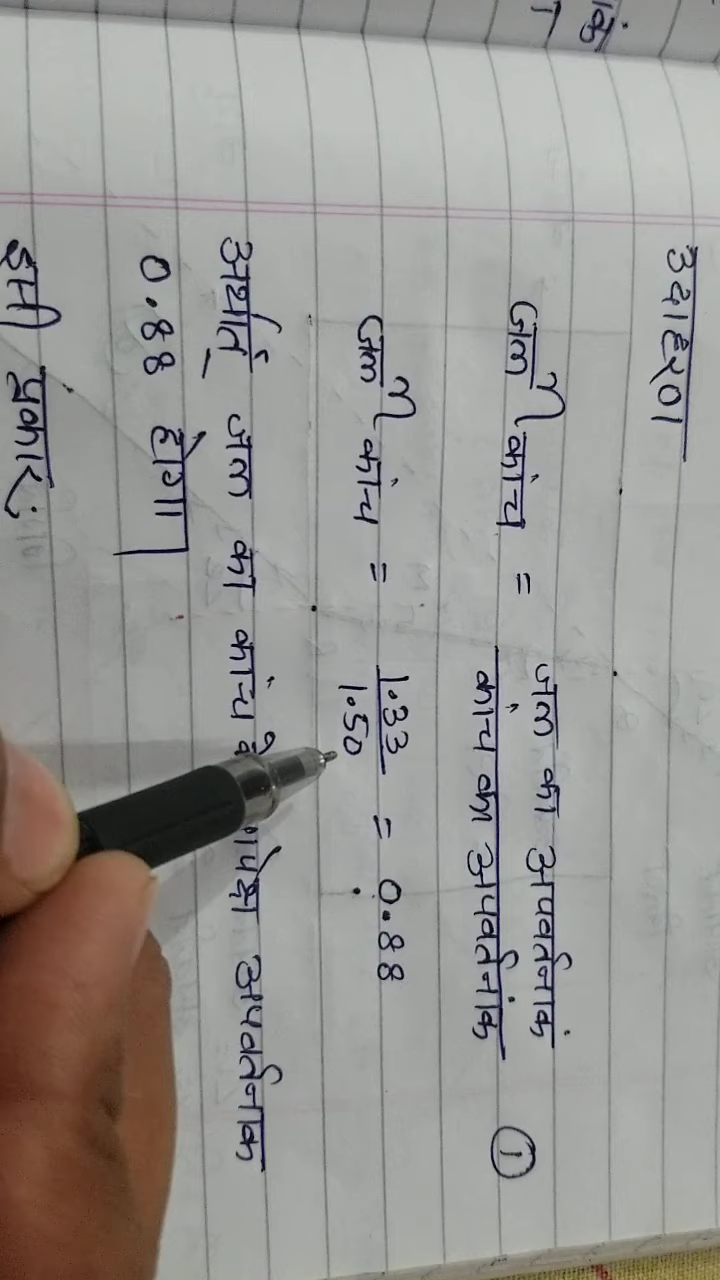 उदाहरण
जल n काँच = जल का अपवर्तनांक / काँच का अपवर्तनांक ①
जल n काँच = 1.33 / 1.50 = 0.88
अर्थात् जल का काँच अपवर्तनांक
0.88 होगा
इसी प्रकार: